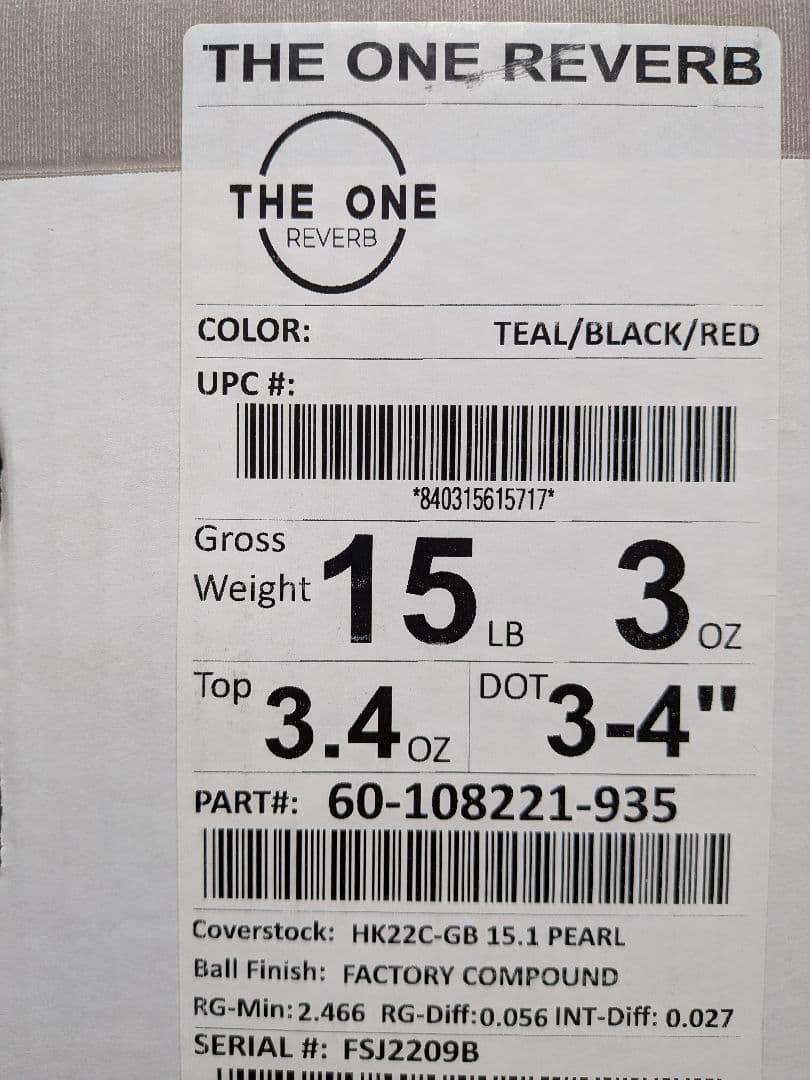 THE ONE REVERB
THE ONE
REVERB
COLOR: TEAL/BLACK/RED
UPC #:
*840315615717*
Gross Weight 15 LB 3 OZ
Top 3.4 OZ DOT 3-4"
PART#: 60-108221-935
Coverstock: HK22C-GB 15.1 PEARL
Ball Finish: FACTORY COMPOUND
RG-Min: 2.466 RG-Diff:0.056 INT-Diff: 0.027
SERIAL #: FSJ2209B